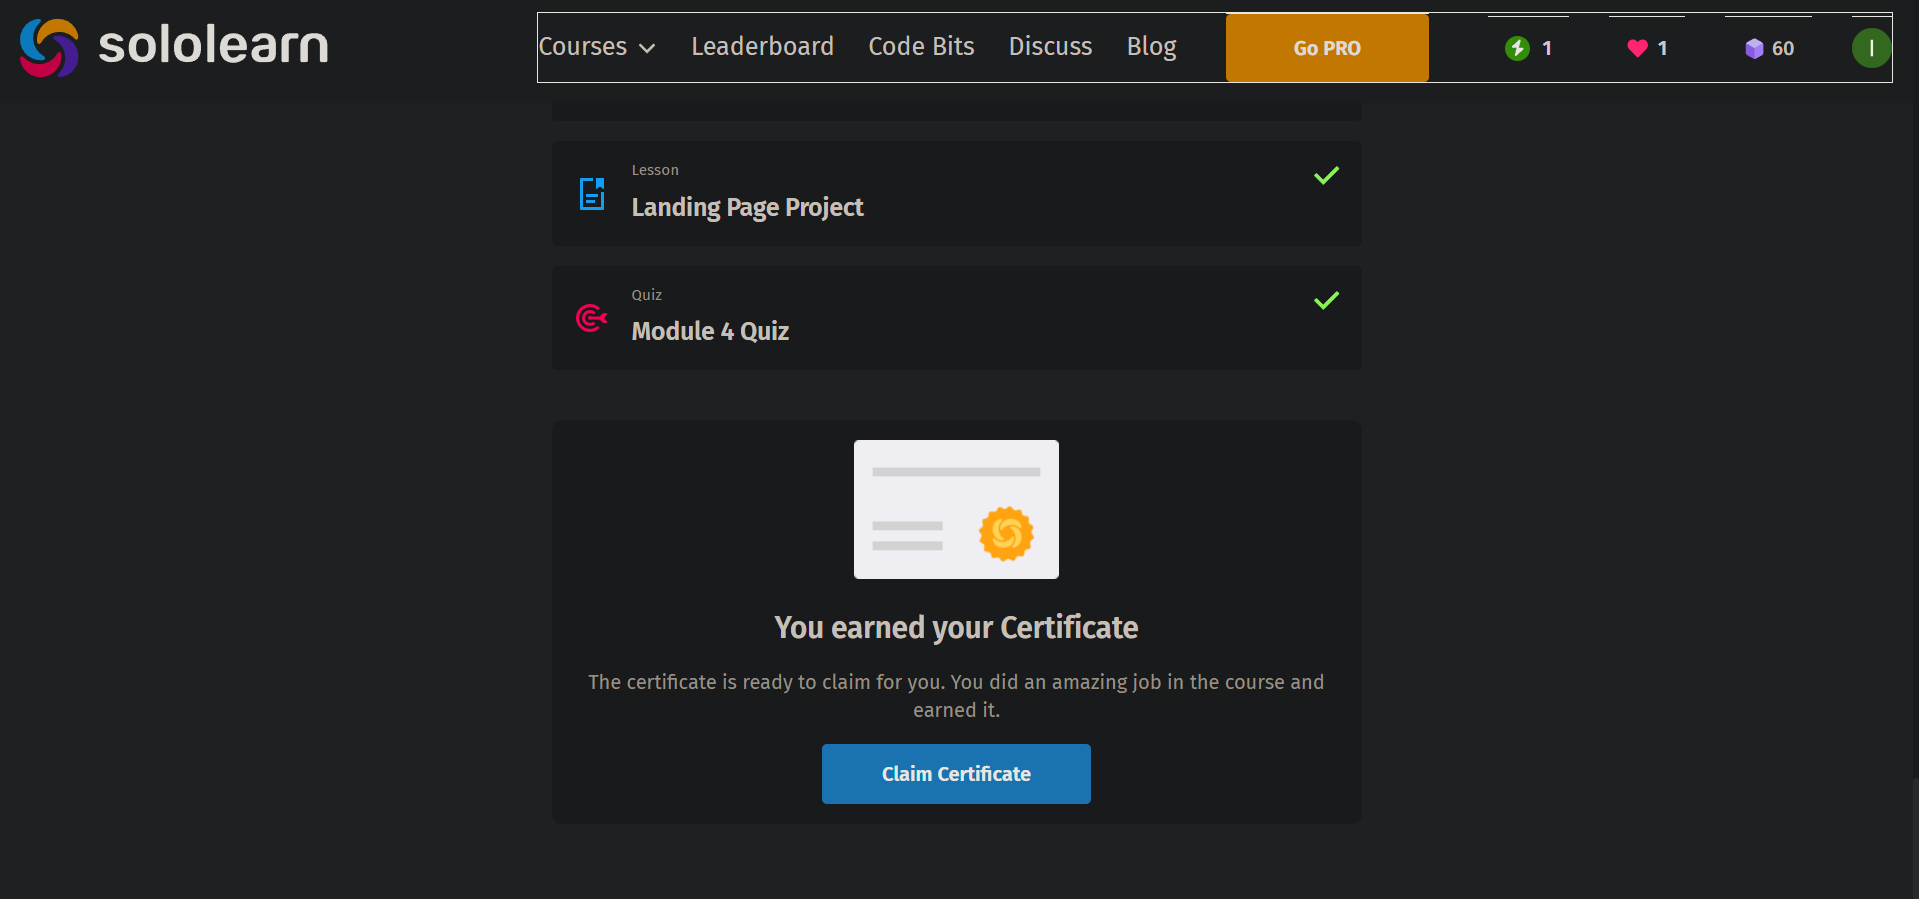 sololearn
Courses
Leaderboard
Code Bits
Discuss
Blog
Go PRO
1
1
60
I
Lesson
Landing Page Project
Quiz
Module 4 Quiz
You earned your Certificate
The certificate is ready to claim for you. You did an amazing job in the course and
earned it.
Claim Certificate